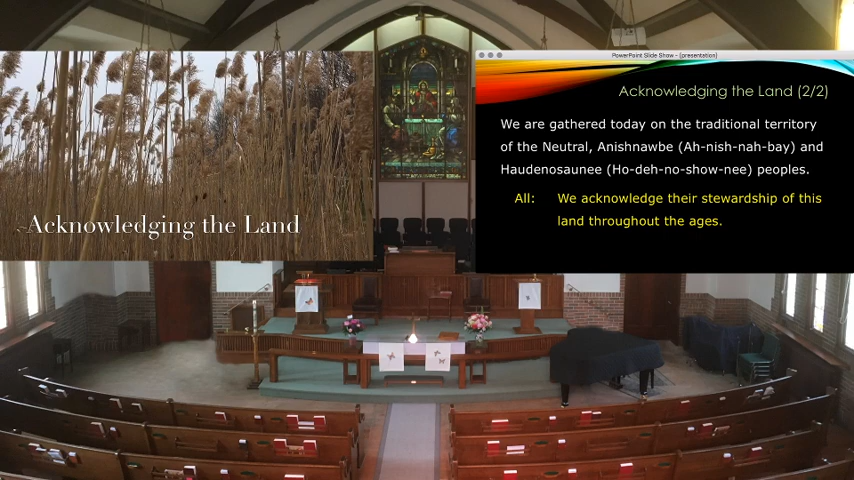 Acknowledging the Land
PowerPoint Slide Show - [presentation]
Acknowledging the Land (2/2)
We are gathered today on the traditional territory
of the Neutral, Anishnawbe (Ah-nish-nah-bay) and
Haudenosaunee (Ho-deh-no-show-nee) peoples.
All: We acknowledge their stewardship of this
land throughout the ages.